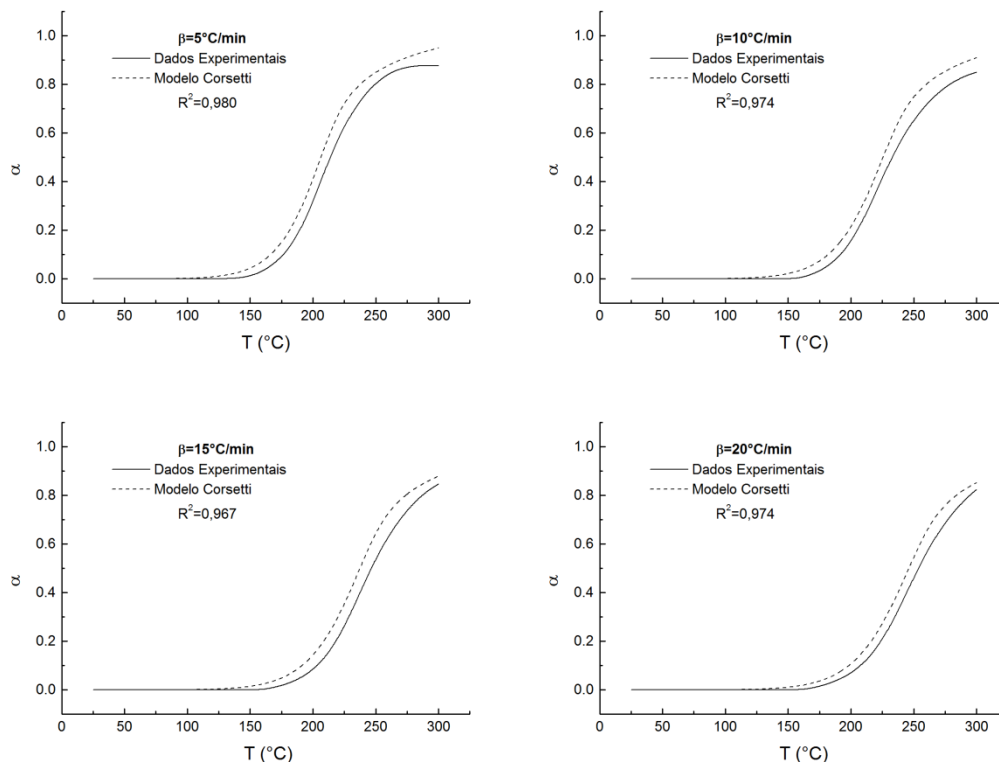 β=5°C/min
Dados Experimentais
Modelo Corsetti
R²=0,980
1.0
0.8
0.6
0.4
0.2
0.0
α
0 50 100 150 200 250 300
T (°C)
β=10°C/min
Dados Experimentais
Modelo Corsetti
R²=0,974
1.0
0.8
0.6
0.4
0.2
0.0
α
0 50 100 150 200 250 300
T (°C)
β=15°C/min
Dados Experimentais
Modelo Corsetti
R²=0,967
1.0
0.8
0.6
0.4
0.2
0.0
α
0 50 100 150 200 250 300
T (°C)
β=20°C/min
Dados Experimentais
Modelo Corsetti
R²=0,974
1.0
0.8
0.6
0.4
0.2
0.0
α
0 50 100 150 200 250 300
T (°C)